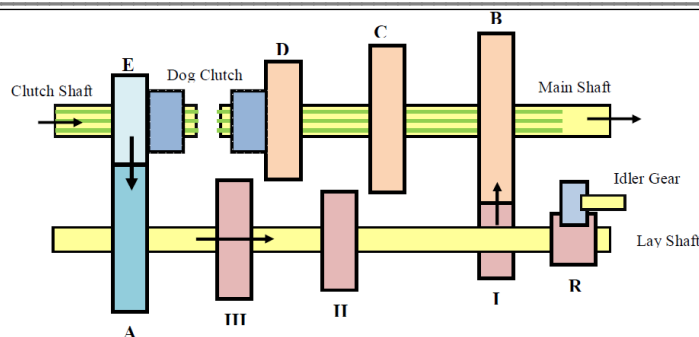 B
C
D
E
Dog Clutch
Clutch Shaft
Main Shaft
Idler Gear
Lay Shaft
R
I
II
III
A